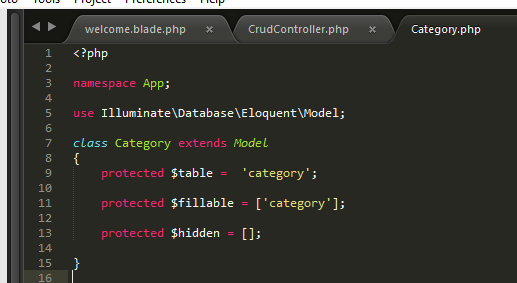 Project Preferences Help
welcome.blade.php × CrudController.php × Category.php
1 <?php
2
3 namespace App;
4
5 use Illuminate\Database\Eloquent\Model;
6
7 class Category extends Model
8 {
9 protected $table =  'category';
10
11 protected $fillable = ['category'];
12
13 protected $hidden = [];
14
15 }
16